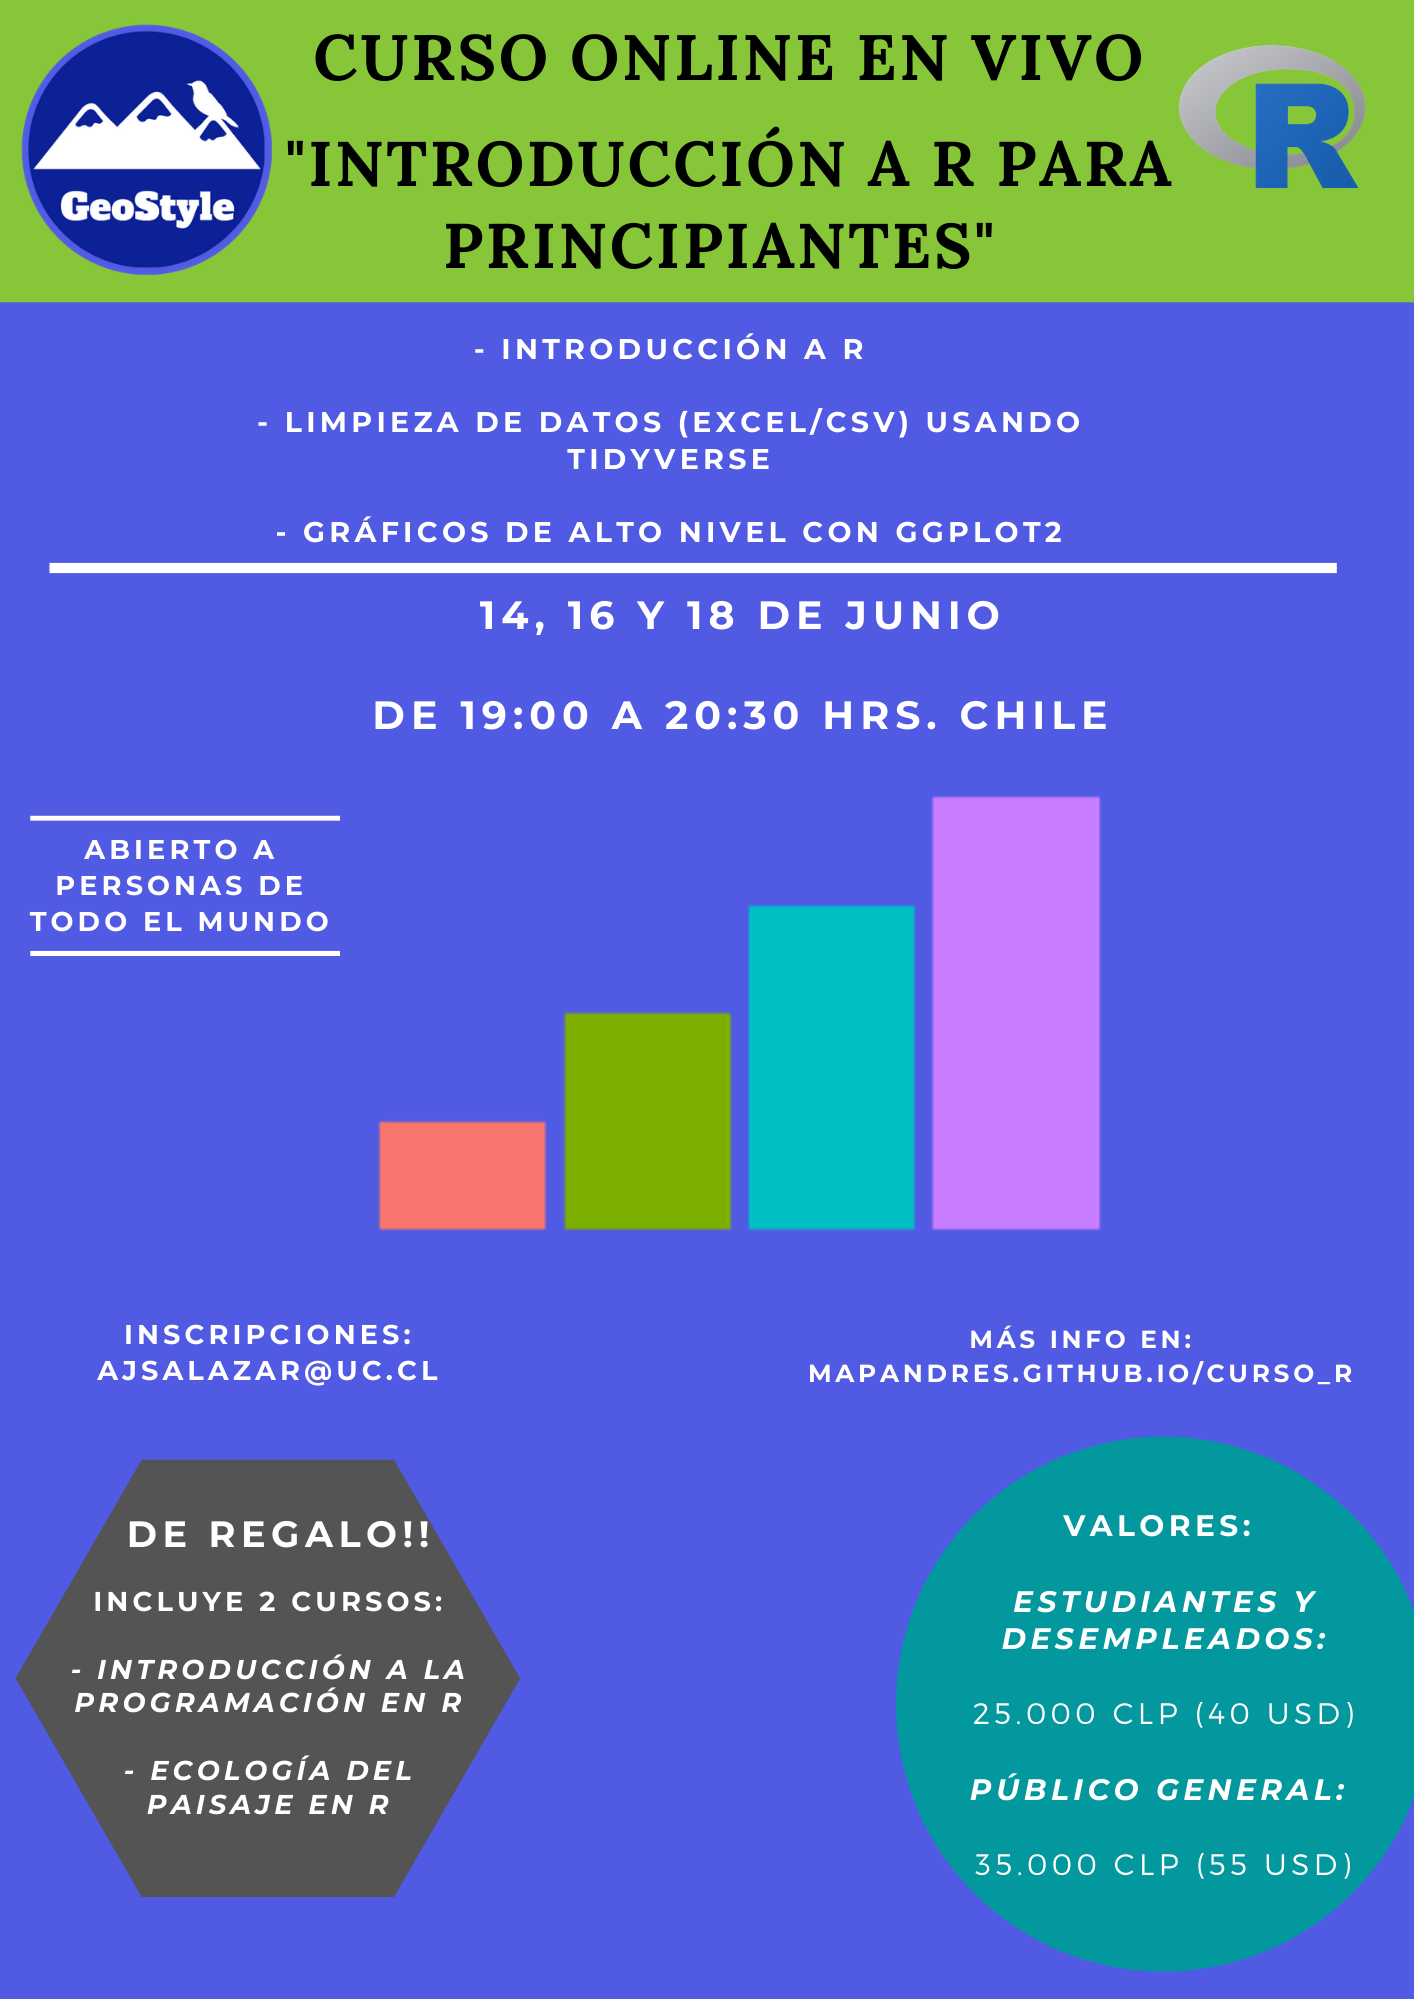 CURSO ONLINE EN VIVO
"INTRODUCCIÓN A R PARA
PRINCIPIANTES"
GeoStyle
R
- INTRODUCCIÓN A R
- LIMPIEZA DE DATOS (EXCEL/CSV) USANDO
TIDYVERSE
- GRÁFICOS DE ALTO NIVEL CON GGPLOT2
14, 16 Y 18 DE JUNIO
DE 19:00 A 20:30 HRS. CHILE
ABIERTO A
PERSONAS DE
TODO EL MUNDO
INSCRIPCIONES:
AJSALAZAR@UC.CL
MÁS INFO EN:
MAPANDRES.GITHUB.IO/CURSO_R
DE REGALO!!
INCLUYE 2 CURSOS:
- INTRODUCCIÓN A LA
PROGRAMACIÓN EN R
- ECOLOGÍA DEL
PAISAJE EN R
VALORES:
ESTUDIANTES Y
DESEMPLEADOS:
25.000 CLP (40 USD)
PÚBLICO GENERAL:
35.000 CLP (55 USD)